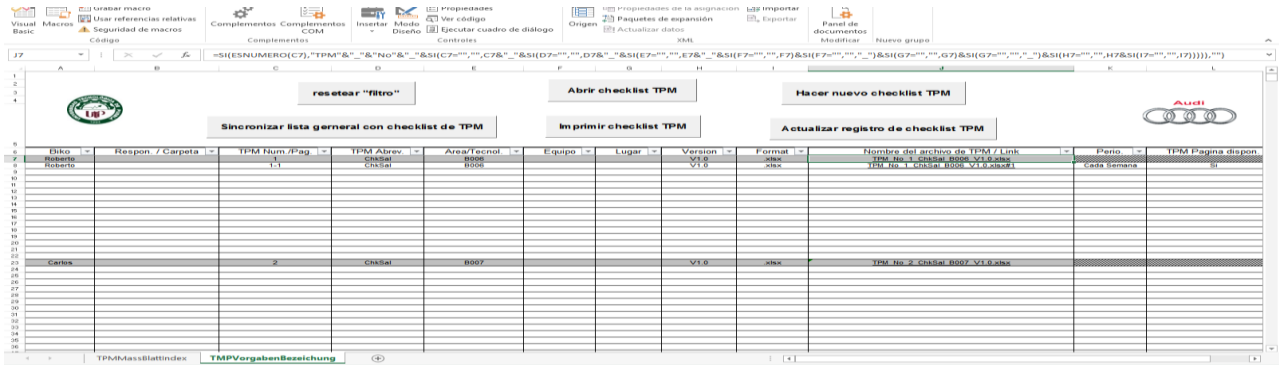 Grabar macro
Usar referencias relativas
Seguridad de macros
Visual Basic
Macros
Código
Complementos
Complementos COM
Complementos
Insertar
Modo Diseño
Propiedades
Ver código
Ejecutar cuadro de diálogo
Controles
Origen
Propiedades de la asignación
Paquetes de expansión
Actualizar datos
Importar
Exportar
XML
Panel de documentos
Modificar
Nuevo grupo
J7
fx
=SI(ESNUMERO(C7),"TPM"&"_"&"No"&"_"&SI(C7="","",C7&"_"&SI(D7="","",D7&"_"&SI(E7="","",E7&"_"&SI(F7="","",F7)&SI(F7="","","_")&SI(G7="","",G7)&SI(G7="","","_")&SI(H7="","",H7&SI(I7="","",I7))))),"")
A B C D E F G H I J K L
resetear "filtro"
Abrir checklist TPM
Hacer nuevo checklist TPM
Audi
Sincronizar lista gerneral con checklist de TPM
Imprimir checklist TPM
Actualizar registro de checklist TPM
Biko Respon. / Carpeta TPM Num./Pag. TPM Abrev. Area/Tecnol. Equipo Lugar Version Format Nombre del archivo de TPM / Link Perio. TPM Pagina dispon.
7 Roberto 1 ChkSal B006 V1.0 .xlsx TPM_No_1_ChkSal_B006_V1.0.xlsx
8 Roberto 1-1 B006 V1.0 .xlsx TPM_No_1_ChkSal_B006_V1.0.xlsx#1 Cada Semana Si
23 Carlos 2 ChkSal B007 V1.0 .xlsx TPM_No_2_ChkSal_B007_V1.0.xlsx
TPMMassBlattIndex
TMPVorgabenBezeichung